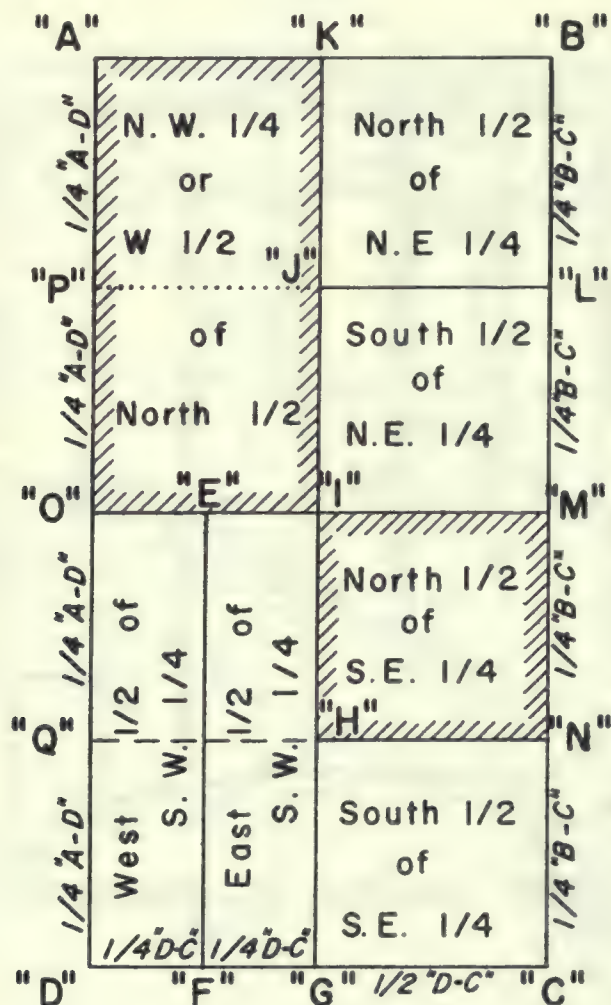 "A" "K" "B"
1/4 "A-D"
N. W. 1/4
or
W 1/2
North 1/2
of
N. E 1/4
1/4 "B-C"
"P" "J" "L"
1/4 "A-D"
of
North 1/2
South 1/2
of
N.E. 1/4
1/4 "B-C"
"O" "E" "I" "M"
1/4 "A-D"
West 1/2 of
S. W. 1/4
East 1/2 of
S. W. 1/4
North 1/2
of
S.E. 1/4
1/4 "B-C"
"Q" "H" "N"
1/4 "A-D"
South 1/2
of
S.E. 1/4
1/4 "B-C"
1/4 "D-C" 1/4 "D-C"
"D" "F" "G" 1/2 "D-C" "C"